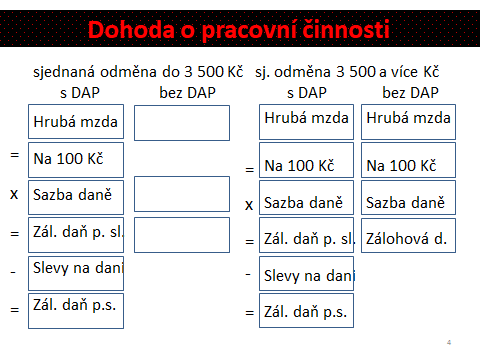 Dohoda o pracovní činnosti
sjednaná odměna do 3 500 Kč sj. odměna 3 500 a více Kč
s DAP bez DAP s DAP bez DAP
Hrubá mzda Hrubá mzda Hrubá mzda
= Na 100 Kč = Na 100 Kč Na 100 Kč
x Sazba daně x Sazba daně Sazba daně
= Zál. daň p. sl. = Zál. daň p. sl. Zálohová d.
- Slevy na dani - Slevy na dani
= Zál. daň p.s. = Zál. daň p.s.
4